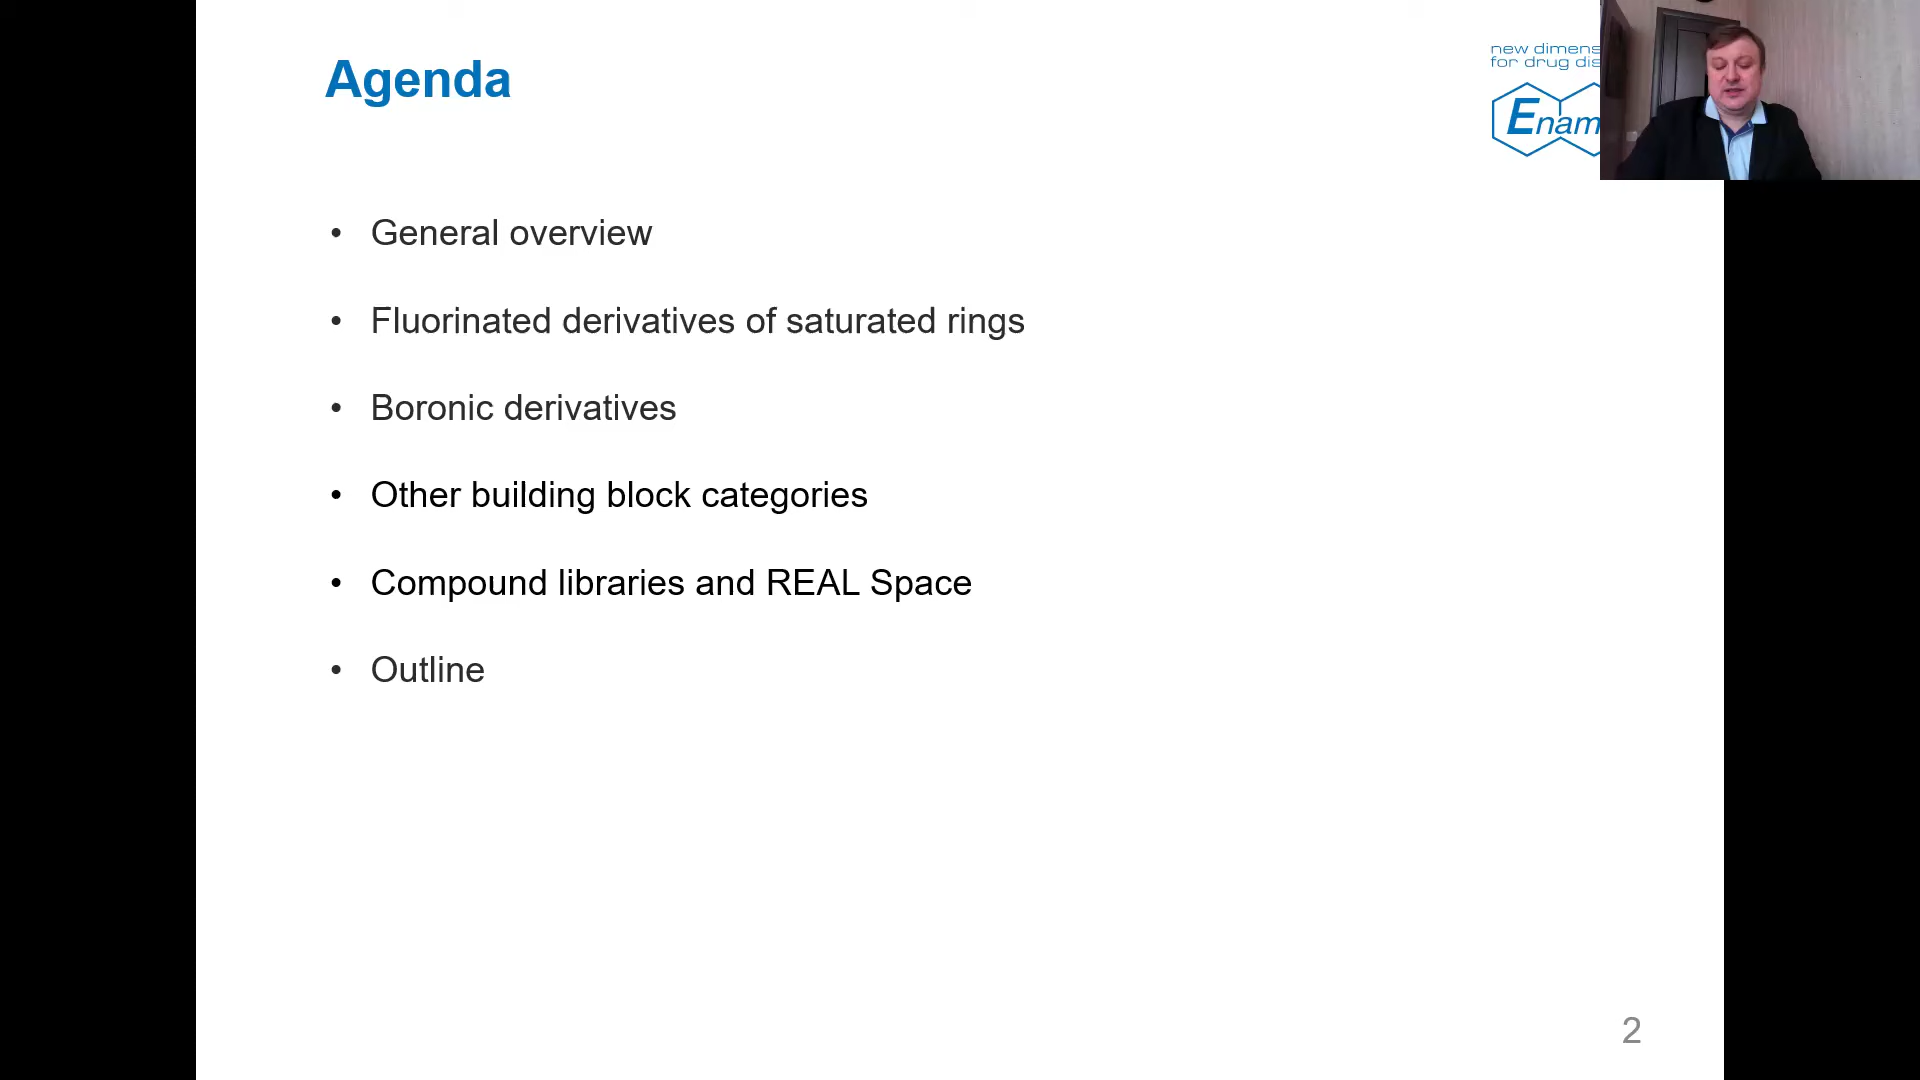 Agenda
new dimens
for drug dis
Enam
• General overview
• Fluorinated derivatives of saturated rings
• Boronic derivatives
• Other building block categories
• Compound libraries and REAL Space
• Outline
2